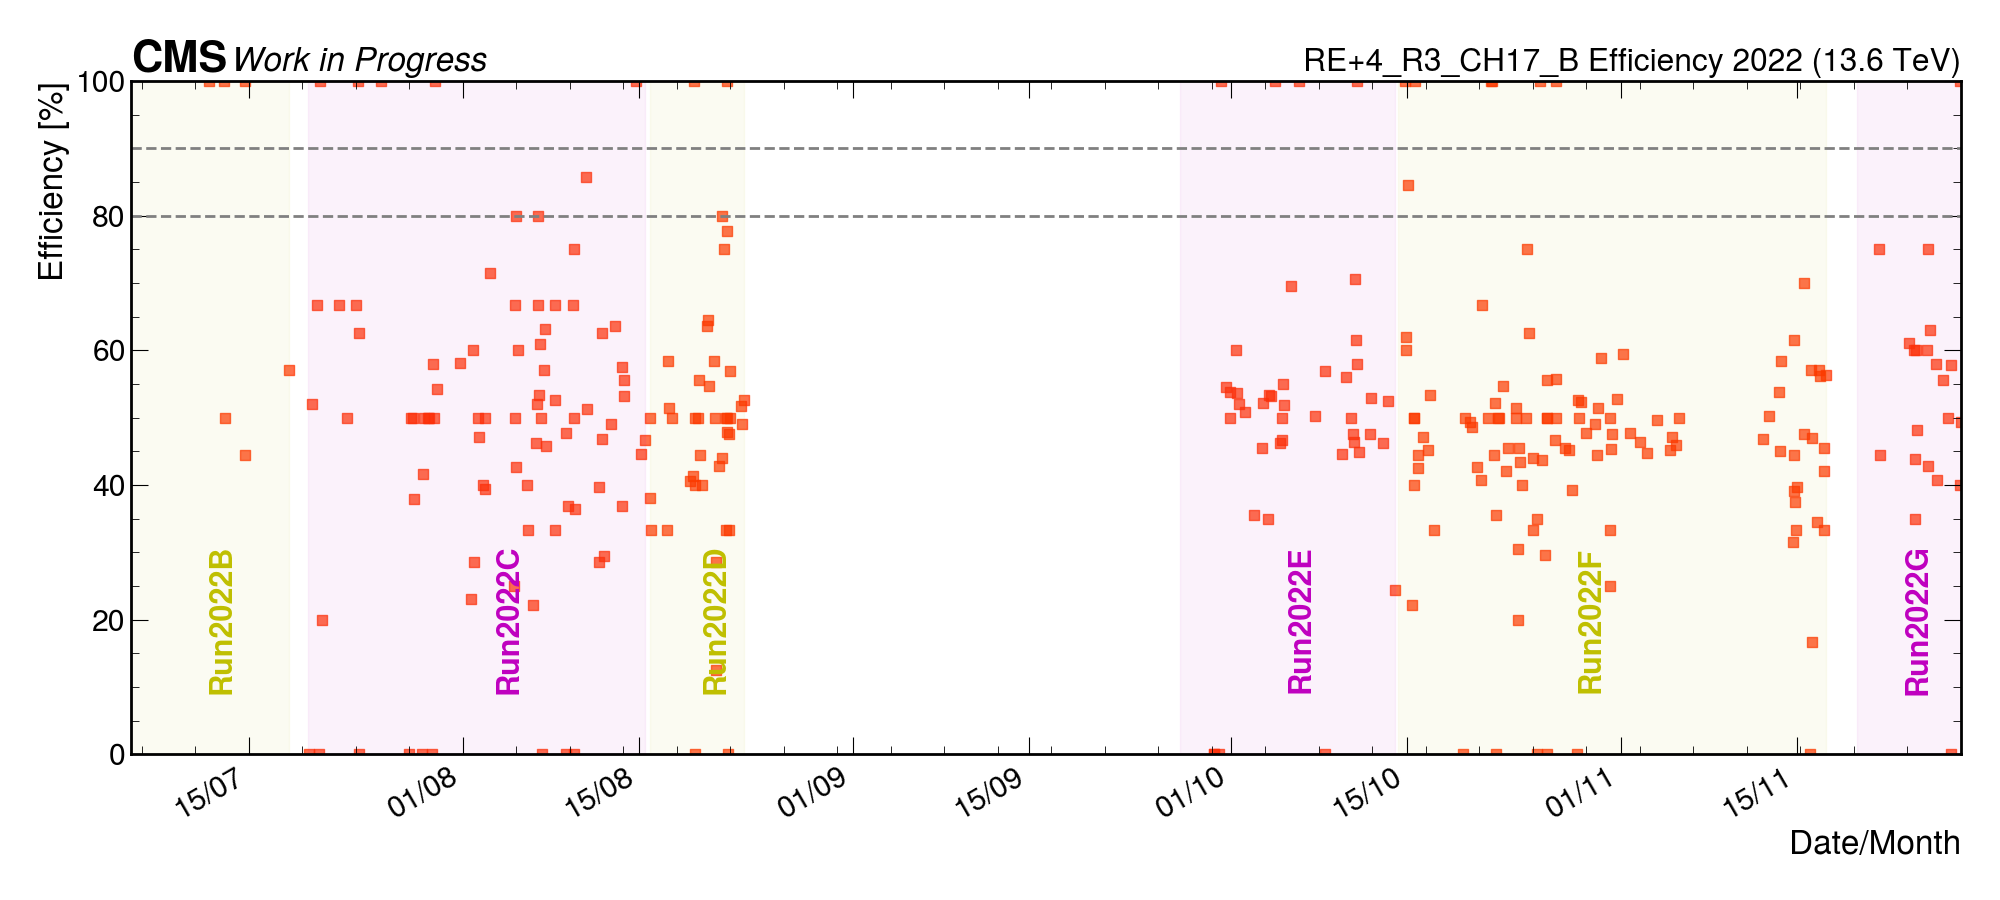 CMS Work in Progress
RE+4_R3_CH17_B Efficiency 2022 (13.6 TeV)
Efficiency [%]
100
80
60
40
20
0
Run2022B
Run2022C
Run2022D
Run2022E
Run2022F
Run2022G
15/07
01/08
15/08
01/09
15/09
01/10
15/10
01/11
15/11
Date/Month